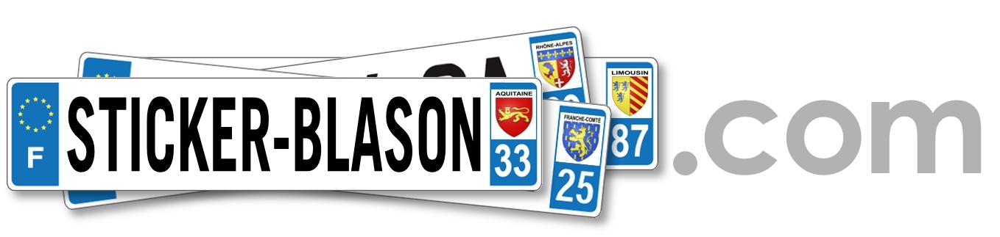 F STICKER-BLASON
AQUITAINE
33
RHÔNE-ALPES
FRANCHE-COMTÉ
25
LIMOUSIN
87
.com